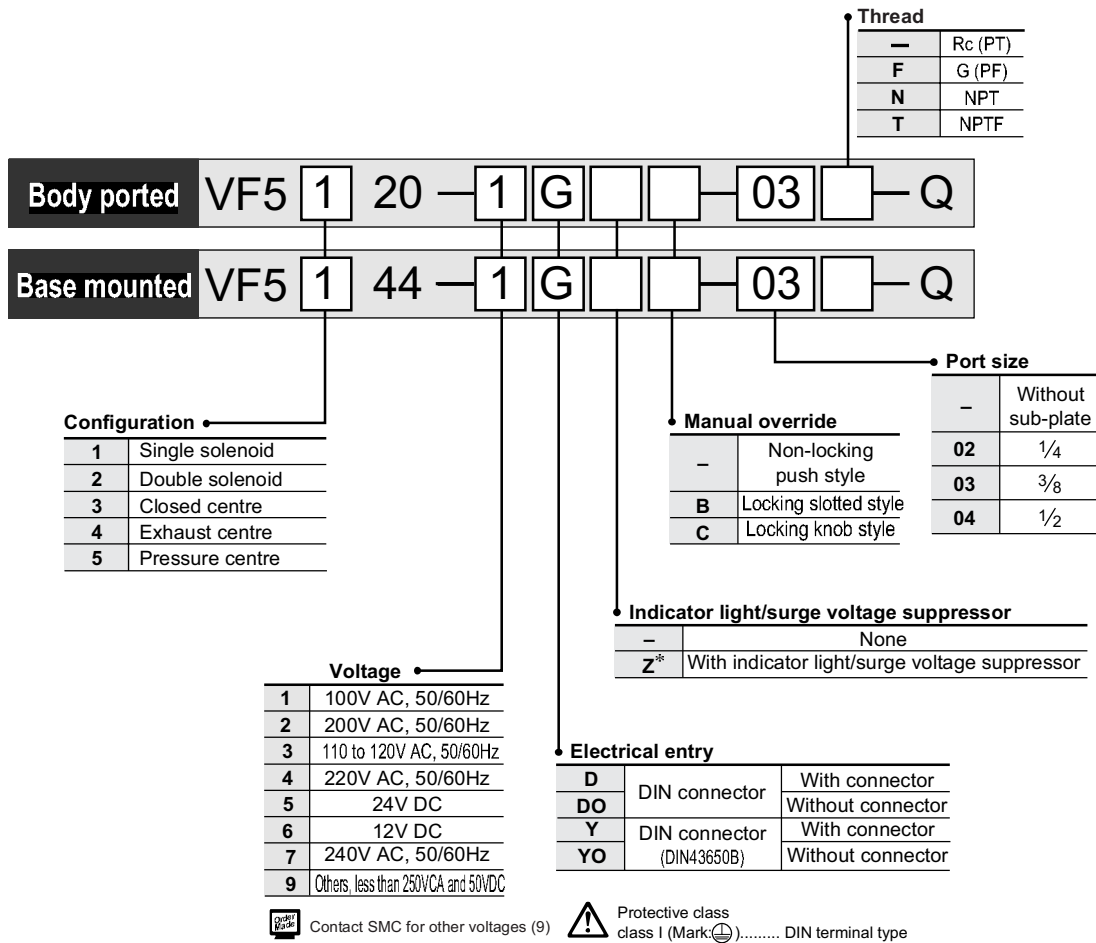 Thread
— Rc (PT)
F G (PF)
N NPT
T NPTF
Body ported VF5 1 20 — 1 G — 03 — Q
Base mounted VF5 1 44 — 1 G — 03 — Q
Port size
– Without sub-plate
02 1⁄4
03 3⁄8
04 1⁄2
Configuration
1 Single solenoid
2 Double solenoid
3 Closed centre
4 Exhaust centre
5 Pressure centre
Manual override
– Non-locking push style
B Locking slotted style
C Locking knob style
Indicator light/surge voltage suppressor
– None
Z* With indicator light/surge voltage suppressor
Voltage
1 100V AC, 50/60Hz
2 200V AC, 50/60Hz
3 110 to 120V AC, 50/60Hz
4 220V AC, 50/60Hz
5 24V DC
6 12V DC
7 240V AC, 50/60Hz
9 Others, less than 250VCA and 50VDC
Electrical entry
D DIN connector With connector
DO Without connector
Y DIN connector (DIN43650B) With connector
YO Without connector
Order Made Contact SMC for other voltages (9)
Protective class
class I (Mark: ⏚)......... DIN terminal type